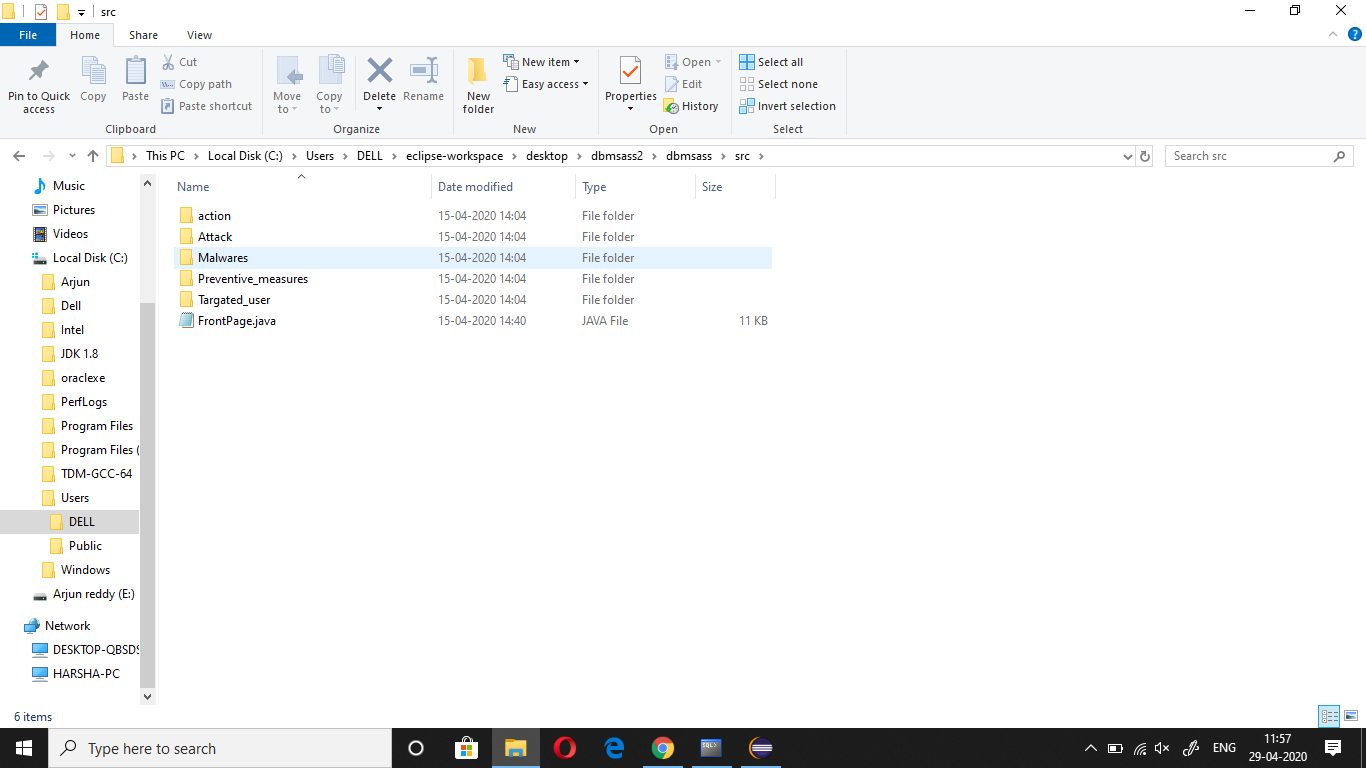 src
File Home Share View
Pin to Quick access
Copy
Paste
Cut
Copy path
Paste shortcut
Clipboard
Move to
Copy to
Delete
Rename
Organize
New folder
New item
Easy access
New
Properties
Open
Edit
History
Open
Select all
Select none
Invert selection
Select
This PC > Local Disk (C:) > Users > DELL > eclipse-workspace > desktop > dbmsass2 > dbmsass > src >
Search src
Music
Pictures
Videos
Local Disk (C:)
Arjun
Dell
Intel
JDK 1.8
oraclexe
PerfLogs
Program Files
Program Files (
TDM-GCC-64
Users
DELL
Public
Windows
Arjun reddy (E:)
Network
DESKTOP-QBSDS
HARSHA-PC
Name Date modified Type Size
action 15-04-2020 14:04 File folder
Attack 15-04-2020 14:04 File folder
Malwares 15-04-2020 14:04 File folder
Preventive_measures 15-04-2020 14:04 File folder
Targated_user 15-04-2020 14:04 File folder
FrontPage.java 15-04-2020 14:40 JAVA File 11 KB
6 items
Type here to search
SQL>
ENG
11:57
29-04-2020